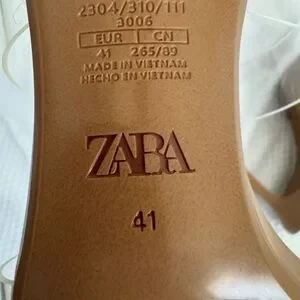 2304/310/111
3006
EUR CN
41 265/89
MADE IN VIETNAM
HECHO EN VIETNAM
ZARA
41